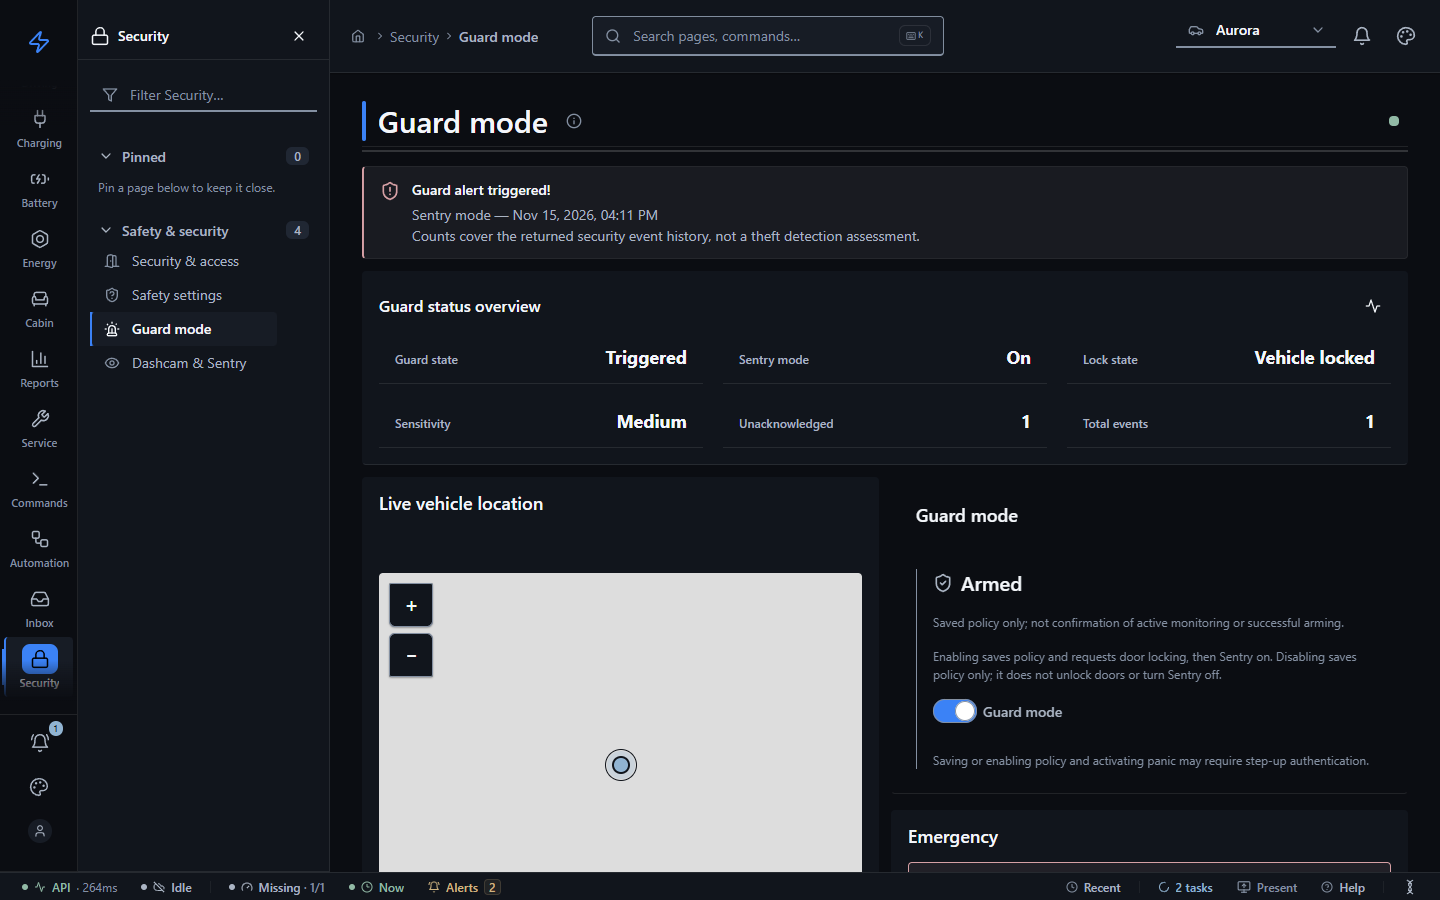 Security
Filter Security...
Pinned
0
Pin a page below to keep it close.
Safety & security
4
Security & access
Safety settings
Guard mode
Dashcam & Sentry
Charging
Battery
Energy
Cabin
Reports
Service
Commands
Automation
Inbox
Security
1
Security
Guard mode
Search pages, commands...
K
Aurora
Guard mode
Guard alert triggered!
Sentry mode — Nov 15, 2026, 04:11 PM
Counts cover the returned security event history, not a theft detection assessment.
Guard status overview
Guard state
Triggered
Sentry mode
On
Lock state
Vehicle locked
Sensitivity
Medium
Unacknowledged
1
Total events
1
Live vehicle location
+
−
Guard mode
Armed
Saved policy only; not confirmation of active monitoring or successful arming.
Enabling saves policy and requests door locking, then Sentry on. Disabling saves
policy only; it does not unlock doors or turn Sentry off.
Guard mode
Saving or enabling policy and activating panic may require step-up authentication.
Emergency
API · 264ms
Idle
Missing · 1/1
Now
Alerts 2
Recent
2 tasks
Present
Help